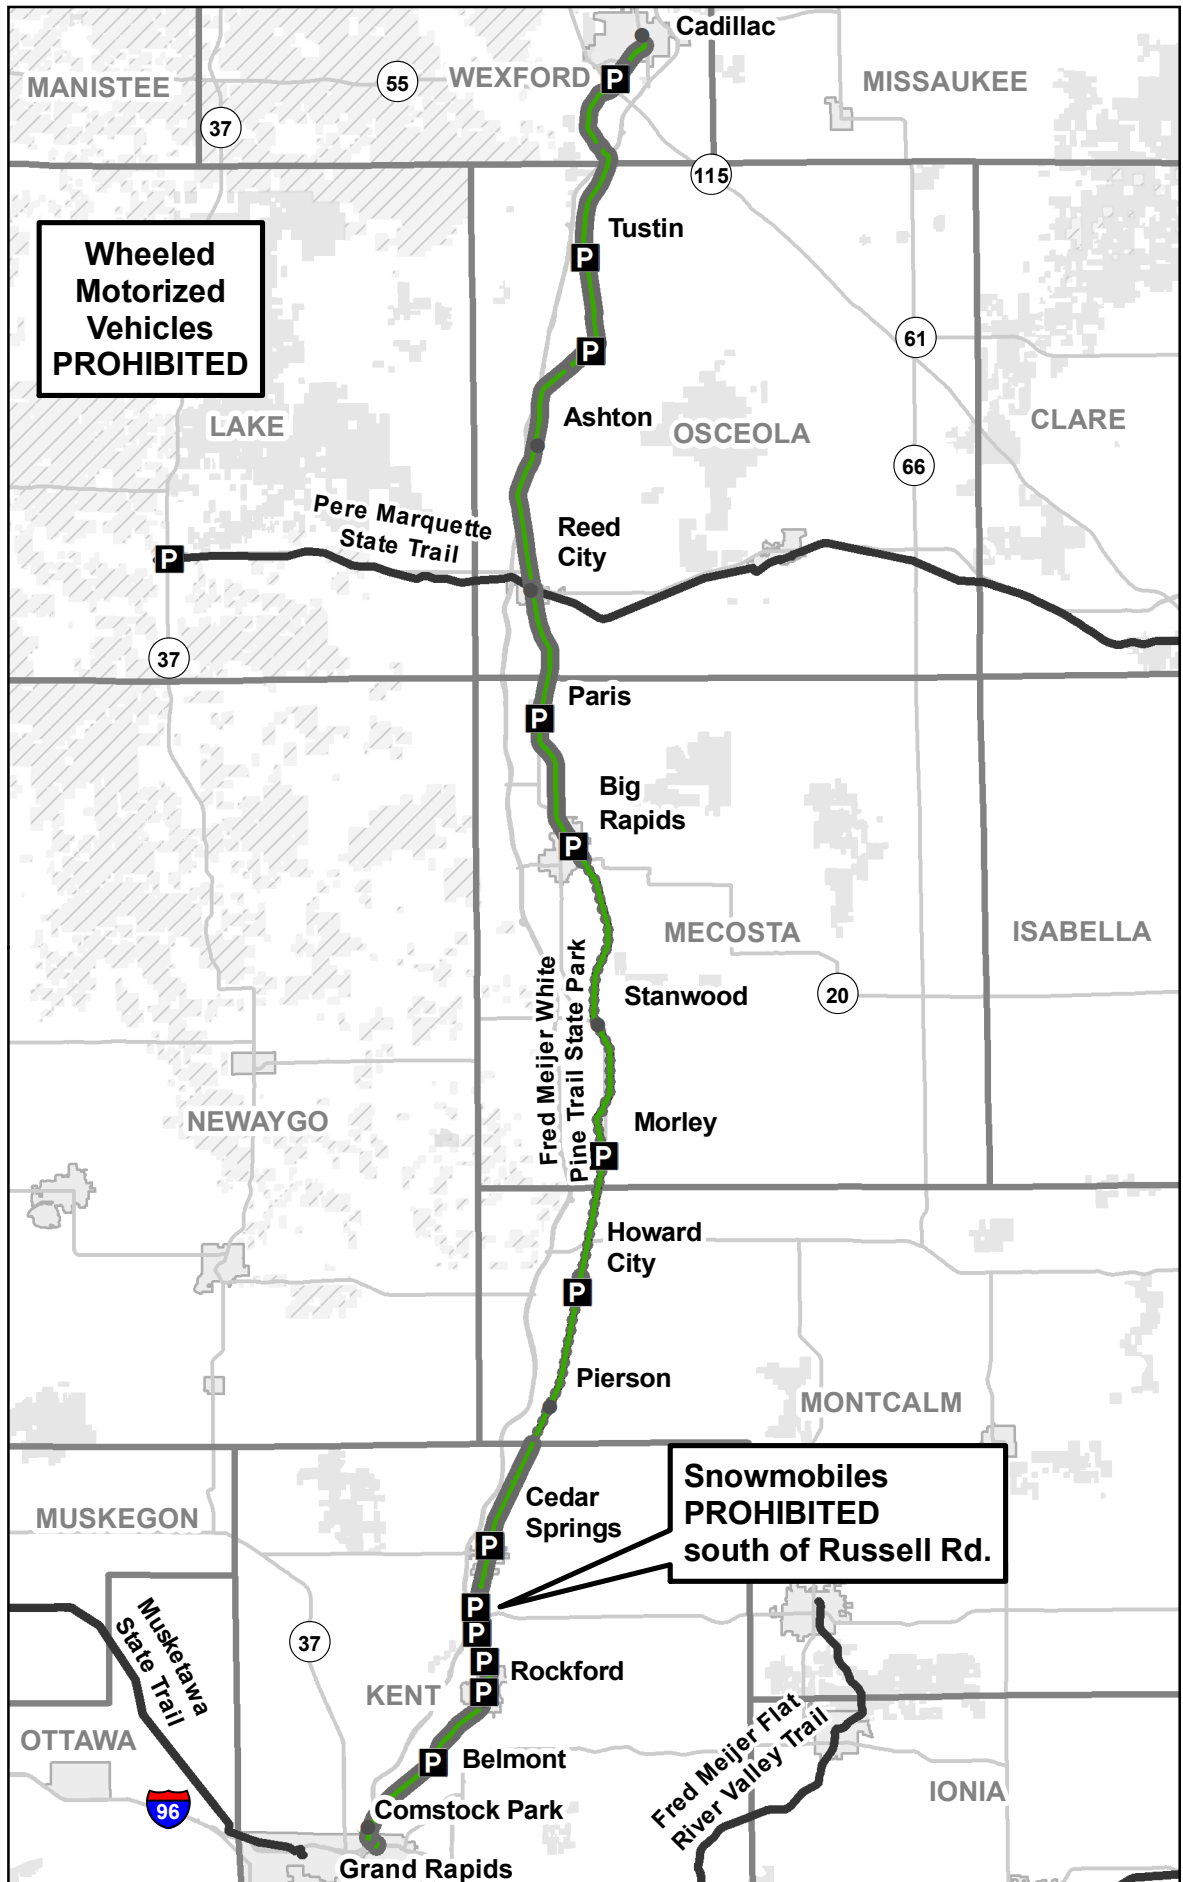 Cadillac
WEXFORD
P
MANISTEE
55
MISSAUKEE
37
115
Tustin
P
Wheeled
Motorized
Vehicles
PROHIBITED
61
P
Ashton
LAKE
OSCEOLA
CLARE
66
Pere Marquette
State Trail
Reed
City
P
37
Paris
P
Big
Rapids
P
MECOSTA
ISABELLA
Fred Meijer White
Pine Trail State Park
Stanwood
20
NEWAYGO
Morley
P
Howard
City
P
Pierson
MONTCALM
Snowmobiles
PROHIBITED
south of Russell Rd.
Cedar
Springs
MUSKEGON
P
P
P
Musketawa
State Trail
37
P
Rockford
P
KENT
OTTAWA
Belmont
P
Fred Meijer Flat
River Valley Trail
IONIA
96
Comstock Park
Grand Rapids